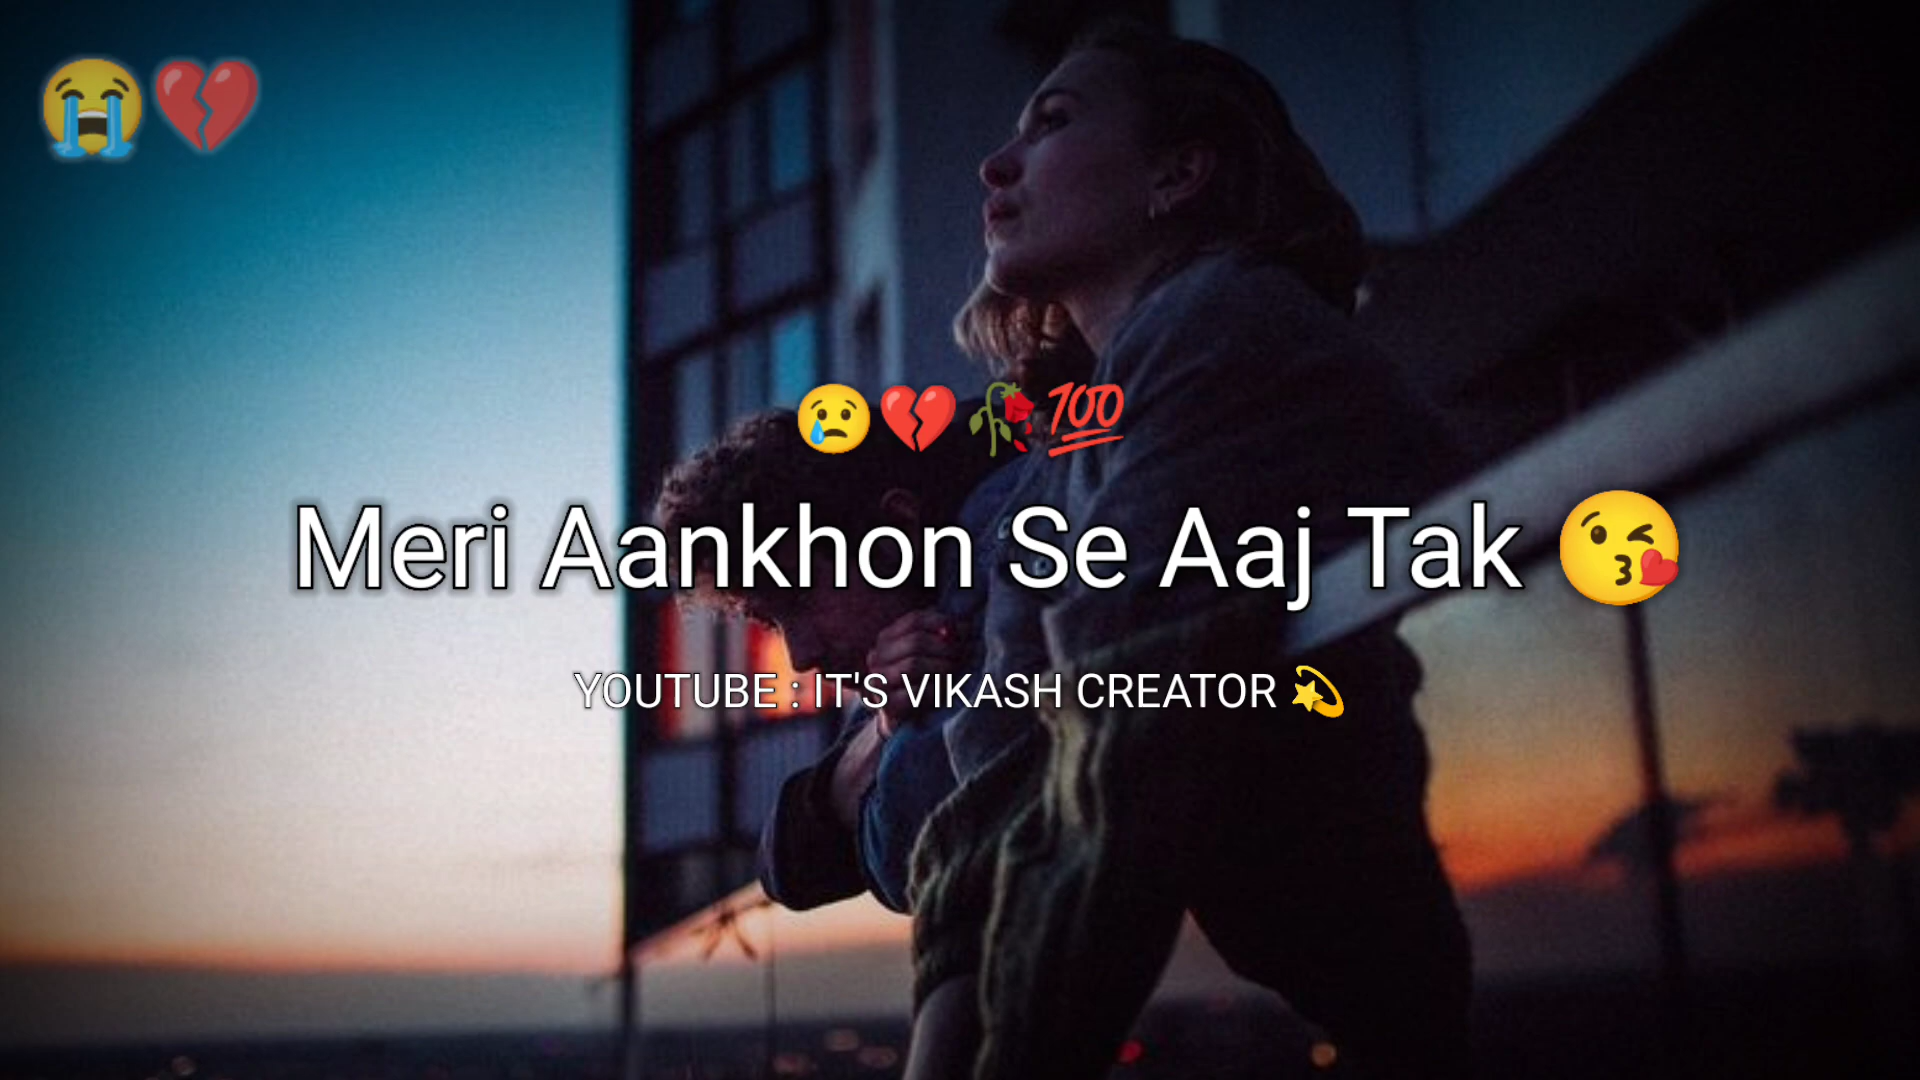 😭💔
😢💔🥀💯
Meri Aankhon Se Aaj Tak 😘
YOUTUBE : IT'S VIKASH CREATOR 💫